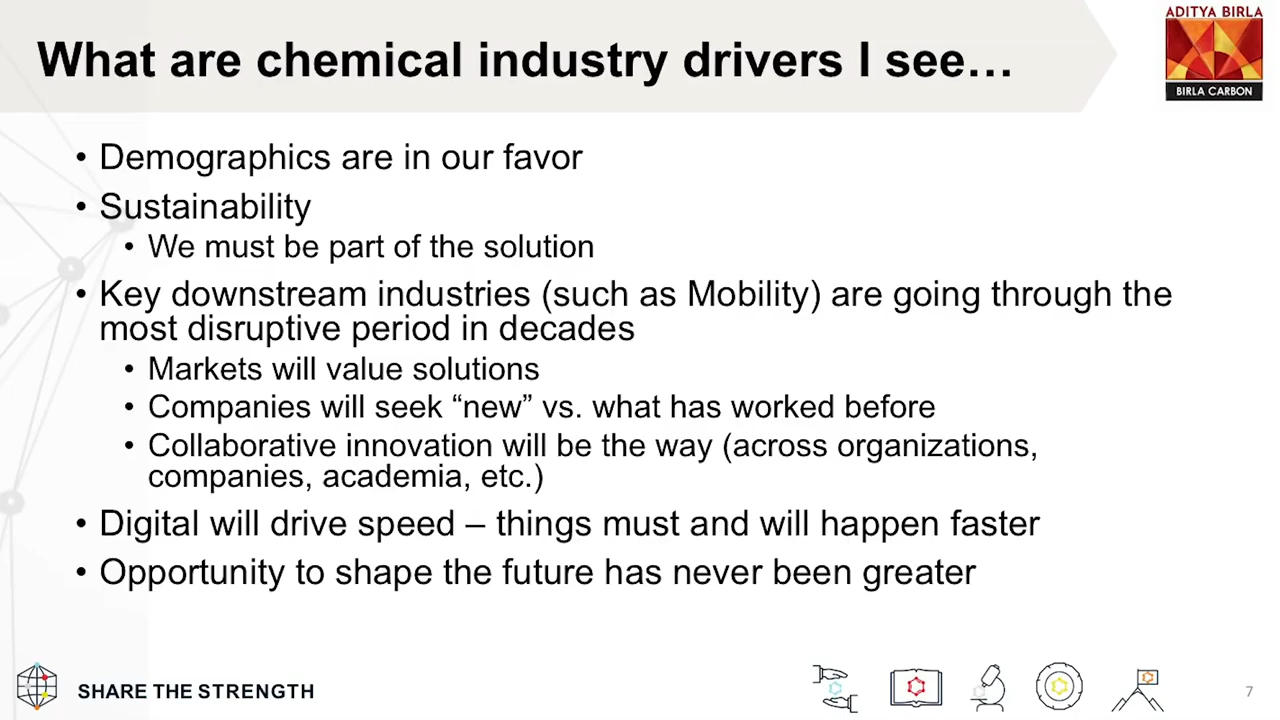 What are chemical industry drivers I see…
ADITYA BIRLA
BIRLA CARBON
• Demographics are in our favor
• Sustainability
• We must be part of the solution
• Key downstream industries (such as Mobility) are going through the
most disruptive period in decades
• Markets will value solutions
• Companies will seek “new” vs. what has worked before
• Collaborative innovation will be the way (across organizations,
companies, academia, etc.)
• Digital will drive speed – things must and will happen faster
• Opportunity to shape the future has never been greater
SHARE THE STRENGTH
7